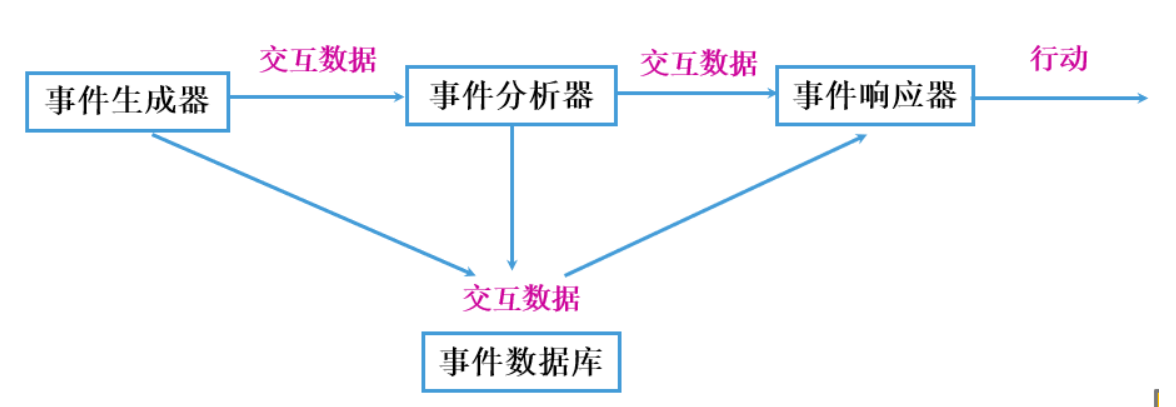 交互数据
交互数据
行动
事件生成器
事件分析器
事件响应器
交互数据
事件数据库